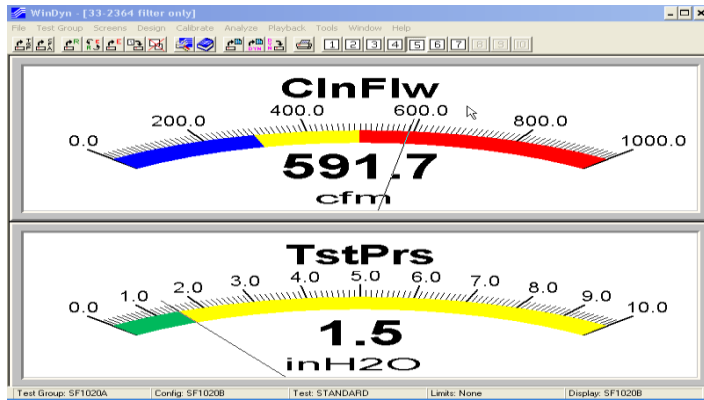 WinDyn - [33-2364 filter only]
File Test Group Screens Design Calibrate Analyze Playback Tools Window Help
1 2 3 4 5 6 7 8 9 10
ClnFlw
0.0 200.0 400.0 600.0 800.0 1000.0
591.7
cfm
TstPrs
0.0 1.0 2.0 3.0 4.0 5.0 6.0 7.0 8.0 9.0 10.0
1.5
inH2O
Test Group: SF1020A Config: SF1020B Test: STANDARD Limits: None Display: SF1020B